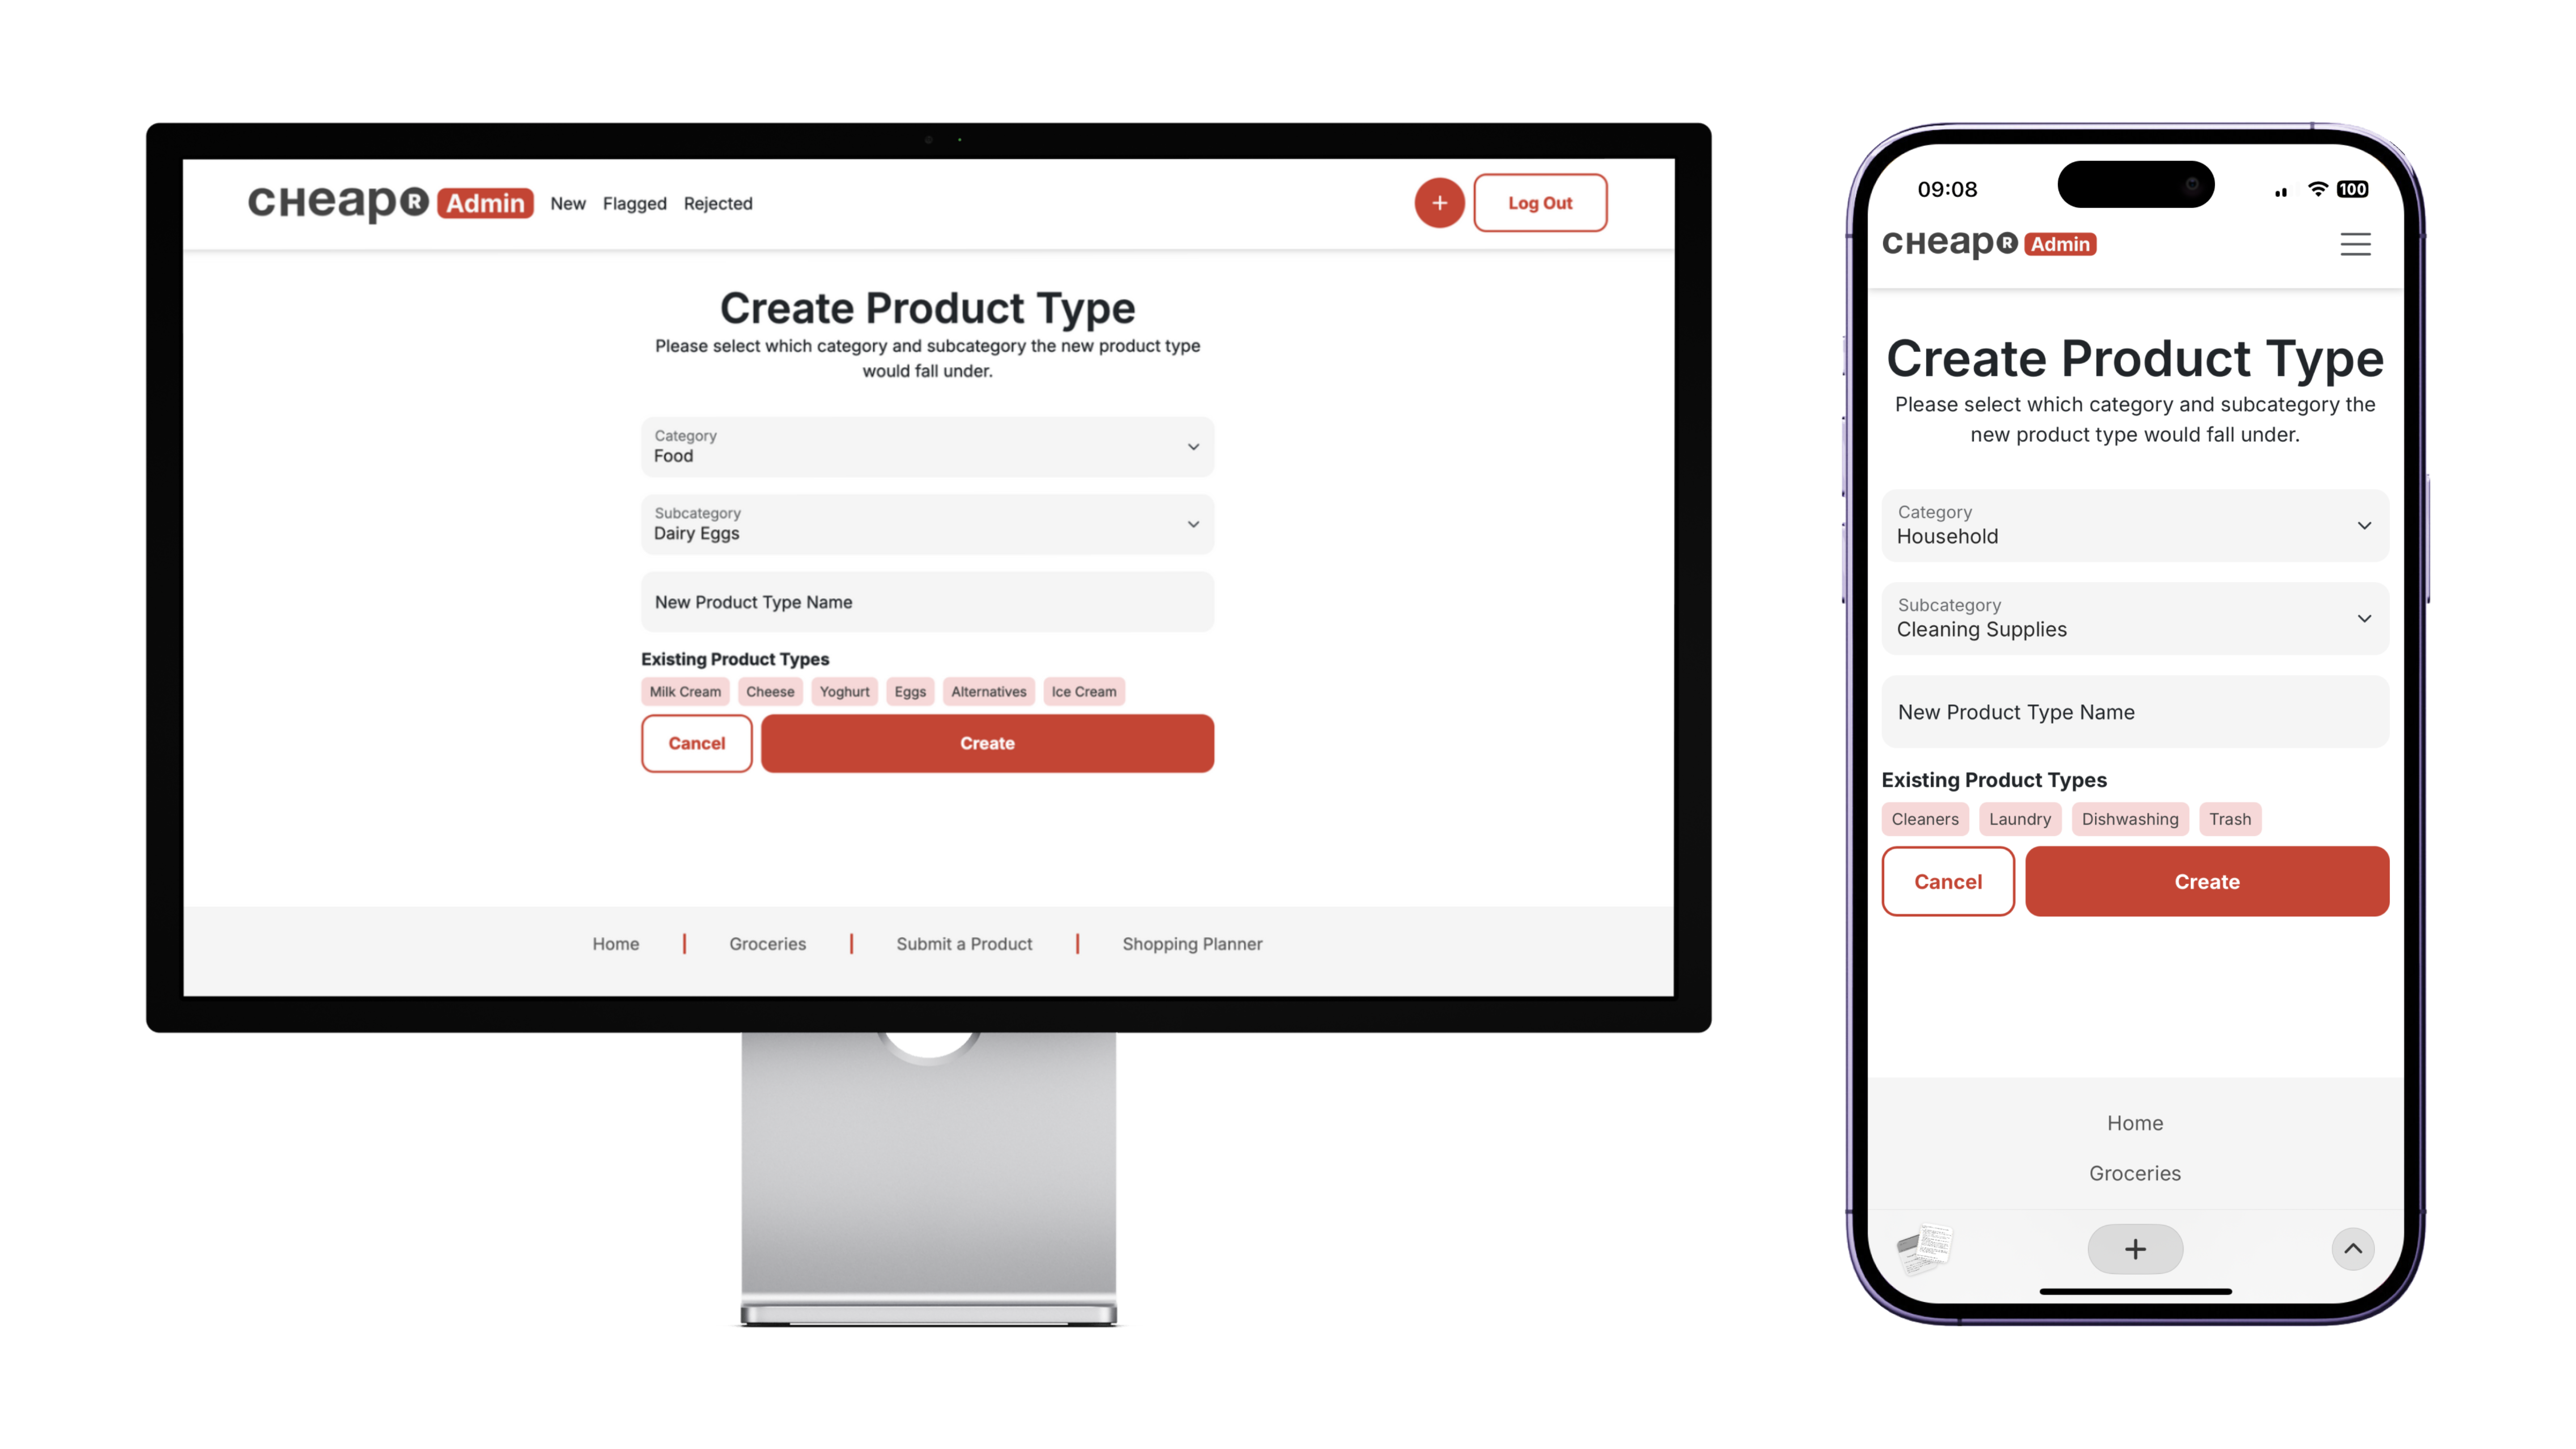 CHeapR Admin New Flagged Rejected + Log Out
Create Product Type
Please select which category and subcategory the new product type
would fall under.
Category
Food
Subcategory
Dairy Eggs
New Product Type Name
Existing Product Types
Milk Cream Cheese Yoghurt Eggs Alternatives Ice Cream
Cancel Create
Home | Groceries | Submit a Product | Shopping Planner
09:08 100
CHeapR Admin
Create Product Type
Please select which category and subcategory the
new product type would fall under.
Category
Household
Subcategory
Cleaning Supplies
New Product Type Name
Existing Product Types
Cleaners Laundry Dishwashing Trash
Cancel Create
Home
Groceries
+